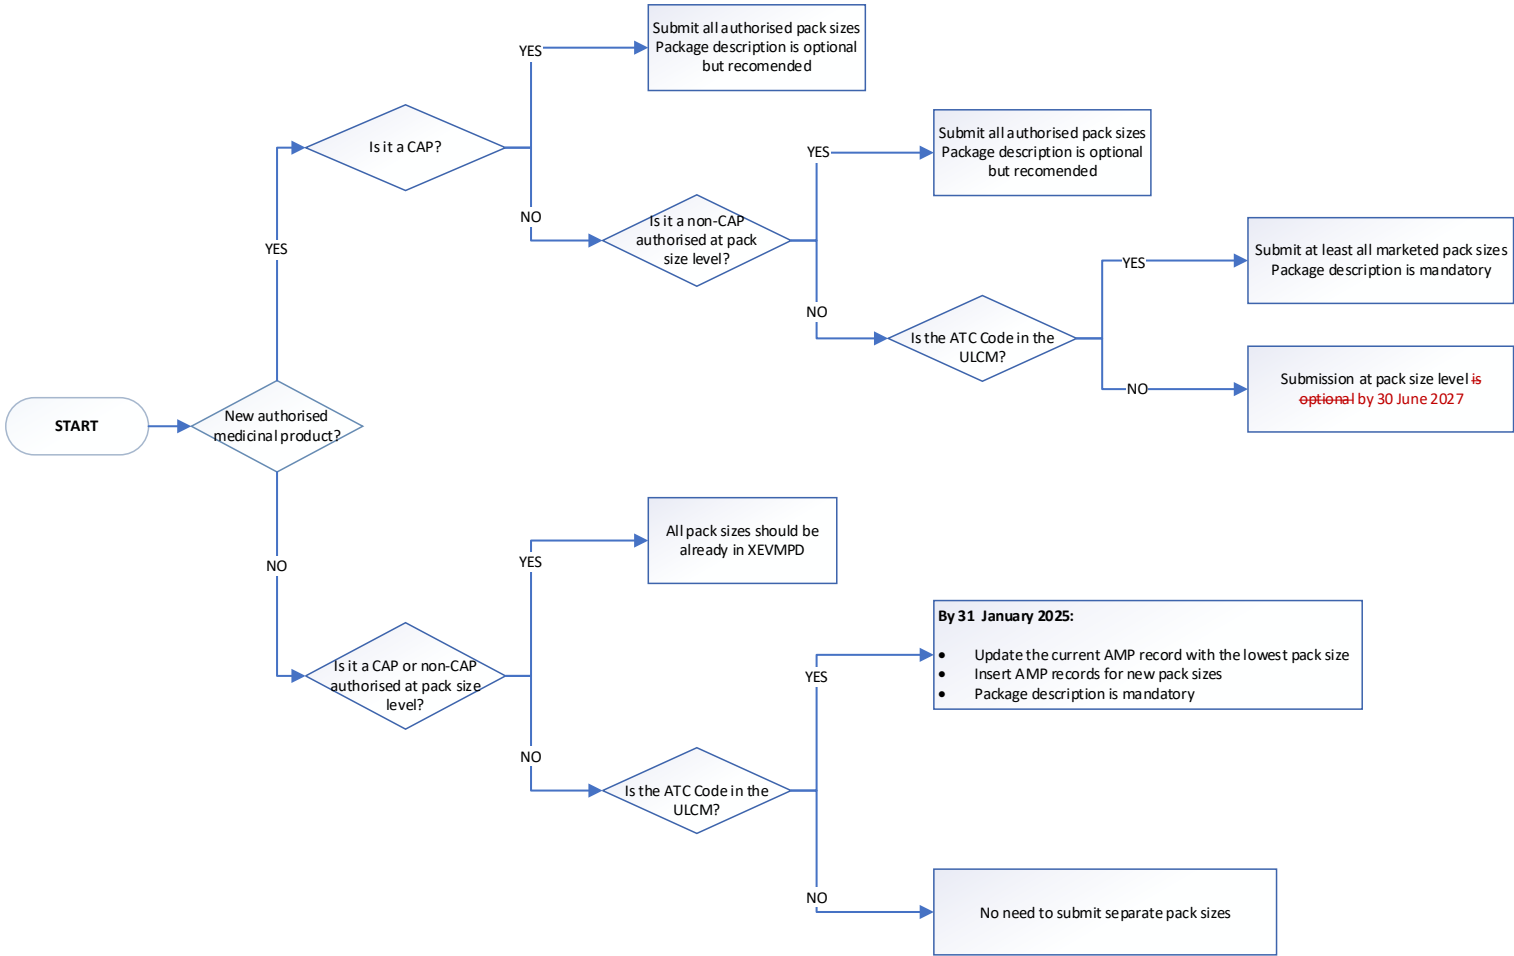 YES
Submit all authorised pack sizes
Package description is optional
but recomended
Is it a CAP?
YES
Submit all authorised pack sizes
Package description is optional
but recomended
NO
Is it a non-CAP
authorised at pack
size level?
YES
YES
Submit at least all marketed pack sizes
Package description is mandatory
NO
Is the ATC Code in the
ULCM?
NO
Submission at pack size level is
optional by 30 June 2027
START
New authorised
medicinal product?
NO
YES
All pack sizes should be
already in XEVMPD
Is it a CAP or non-CAP
authorised at pack size
level?
YES
By 31 January 2025:
• Update the current AMP record with the lowest pack size
• Insert AMP records for new pack sizes
• Package description is mandatory
NO
Is the ATC Code in the
ULCM?
NO
No need to submit separate pack sizes